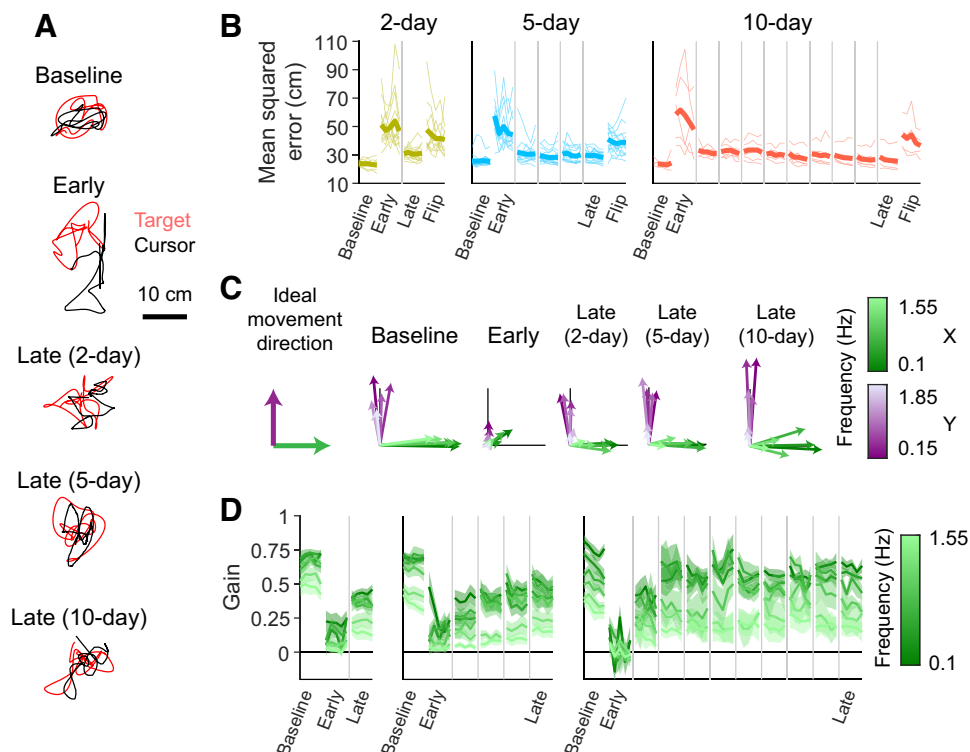 A
Baseline
Early
Target
Cursor
10 cm
Late (2-day)
Late (5-day)
Late (10-day)
B
2-day
5-day
10-day
Mean squared
error (cm)
110
90
70
50
30
10
Baseline
Early
Late
Flip
Baseline
Early
Late
Flip
Baseline
Early
Late
Flip
C
Ideal
movement
direction
Baseline
Early
Late
(2-day)
Late
(5-day)
Late
(10-day)
Frequency (Hz)
1.55
X
0.1
1.85
Y
0.15
D
Gain
1
0.75
0.5
0.25
0
Baseline
Early
Late
Baseline
Early
Late
Baseline
Early
Late
Frequency (Hz)
1.55
0.1